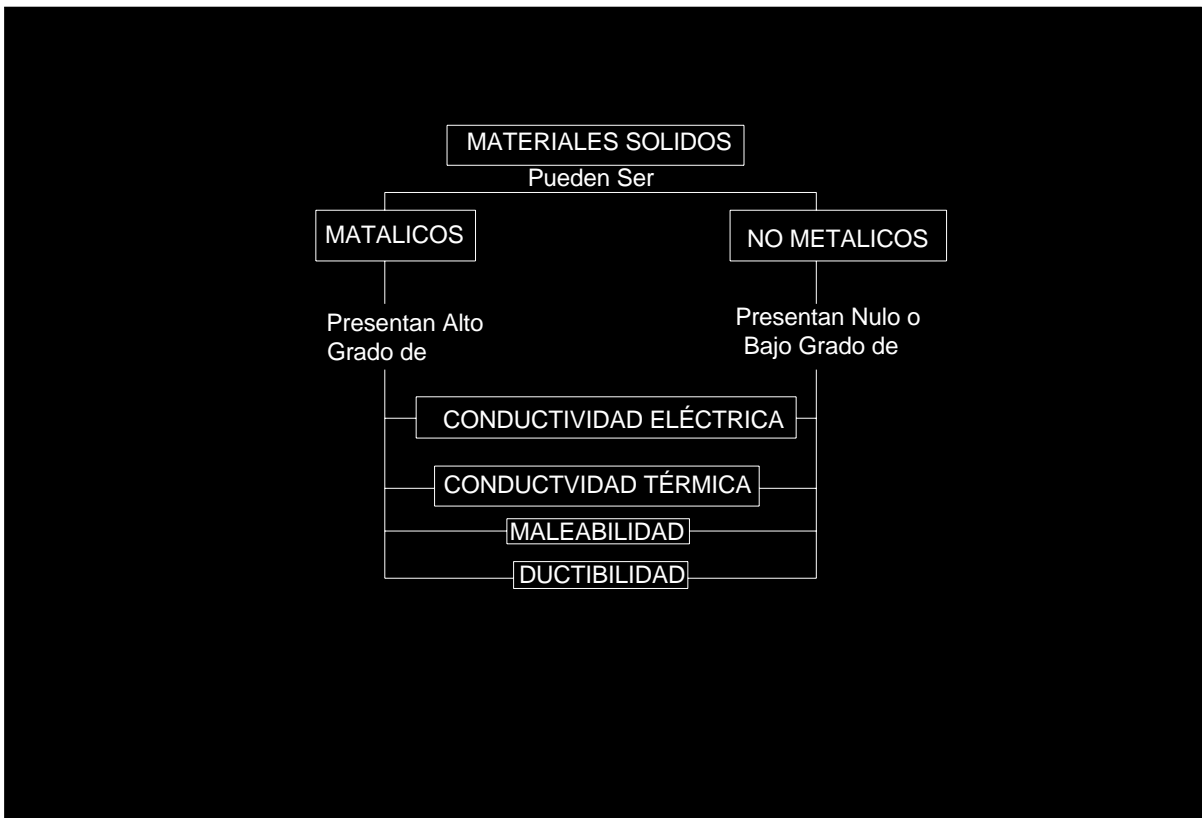 MATERIALES SOLIDOS
Pueden Ser
MATALICOS
NO METALICOS
Presentan Alto
Grado de
Presentan Nulo o
Bajo Grado de
CONDUCTIVIDAD ELÉCTRICA
CONDUCTVIDAD TÉRMICA
MALEABILIDAD
DUCTIBILIDAD